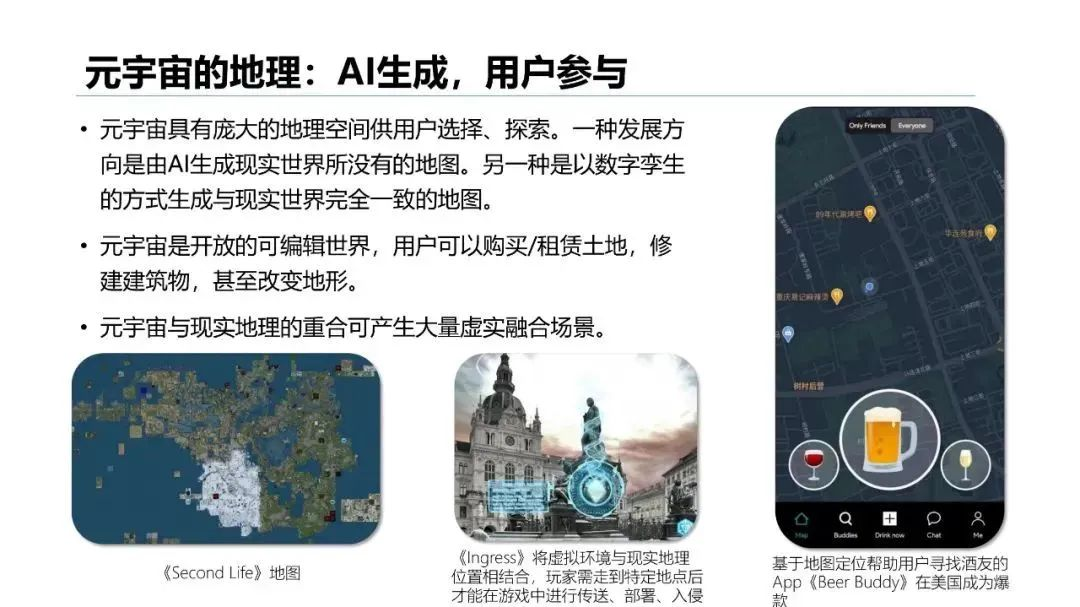 元宇宙的地理：AI生成，用户参与
• 元宇宙具有庞大的地理空间供用户选择、探索。一种发展方
向是由AI生成现实世界所没有的地图。另一种是以数字孪生
的方式生成与现实世界完全一致的地图。
• 元宇宙是开放的可编辑世界，用户可以购买/租赁土地，修
建建筑物，甚至改变地形。
• 元宇宙与现实地理的重合可产生大量虚实融合场景。
《Second Life》地图
《Ingress》将虚拟环境与现实地理
位置相结合，玩家需走到特定地点后
才能在游戏中进行传送、部署、入侵
Only Friends Everyone
树村后营
Map Buddies Drink now Chat Me
基于地图定位帮助用户寻找酒友的
App《Beer Buddy》在美国成为爆
款